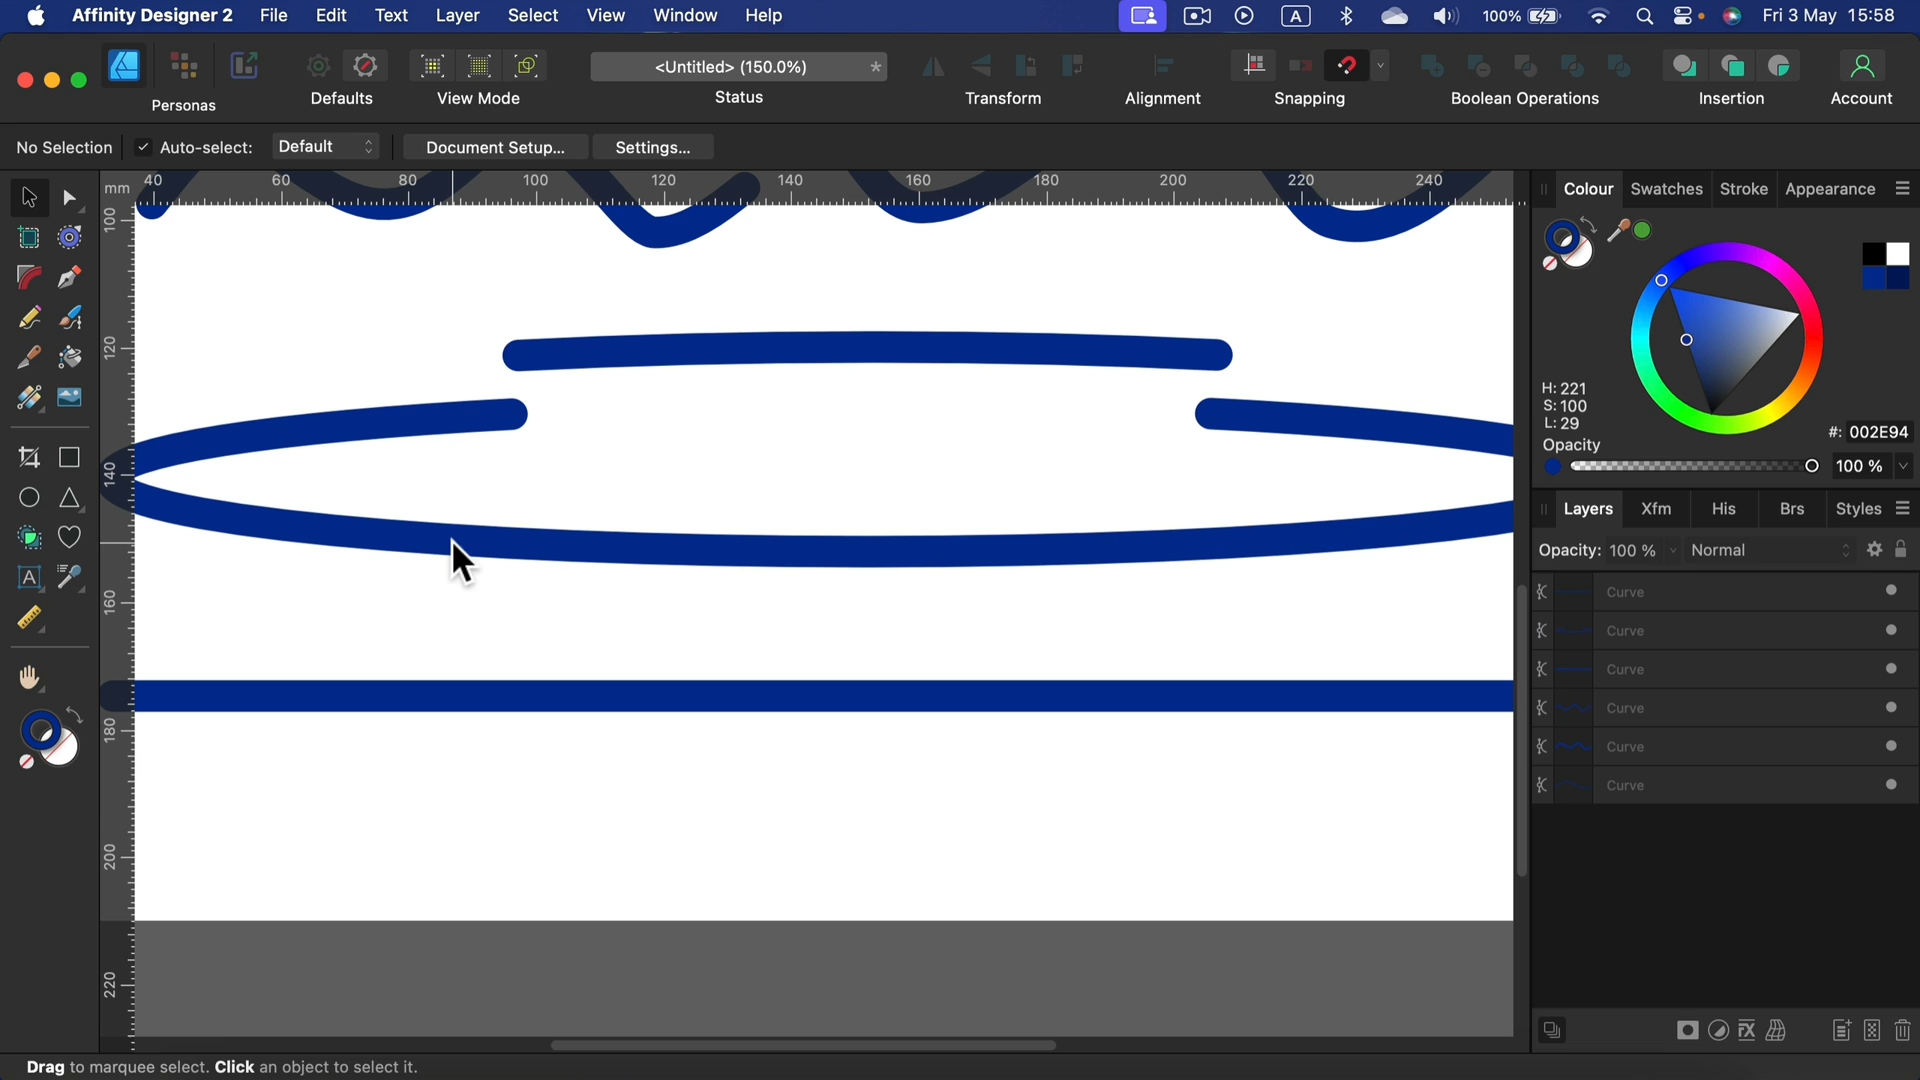 Affinity Designer 2 File Edit Text Layer Select View Window Help A 100% Fri 3 May 15:58
<Untitled> (150.0%) *
Personas Defaults View Mode Status Transform Alignment Snapping Boolean Operations Insertion Account
No Selection Auto-select: Default Document Setup... Settings...
mm 40 60 80 100 120 140 160 180 200 220 240
Colour Swatches Stroke Appearance
100
120
140
160
180
200
220
H: 221
S: 100
L: 29
#: 002E94
Opacity
100 %
Layers Xfm His Brs Styles
Opacity: 100 % Normal
Curve
Curve
Curve
Curve
Curve
Curve
A
FX
Drag to marquee select. Click an object to select it.